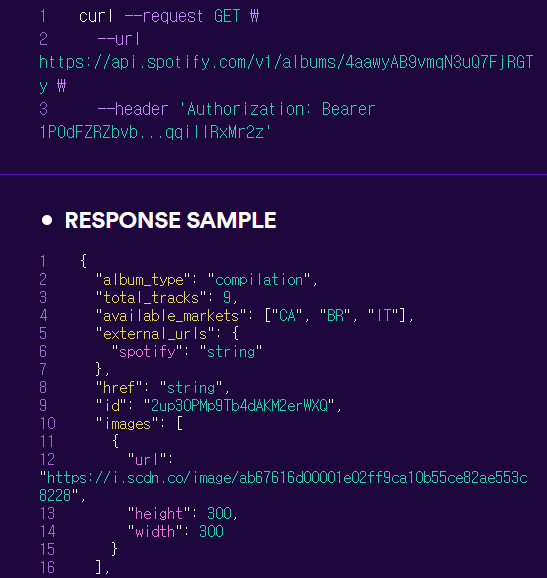 1 curl --request GET ₩
2 --url
https://api.spotify.com/v1/albums/4aawyAB9vmqN3uQ7FjRGT
y ₩
3 --header 'Authorization: Bearer
1POdFZRZbvb...qqillRxMr2z'
• RESPONSE SAMPLE
1 {
2 "album_type": "compilation",
3 "total_tracks": 9,
4 "available_markets": ["CA", "BR", "IT"],
5 "external_urls": {
6 "spotify": "string"
7 },
8 "href": "string",
9 "id": "2up3OPMp9Tb4dAKM2erWXQ",
10 "images": [
11 {
12 "url":
"https://i.scdn.co/image/ab67616d00001e02ff9ca10b55ce82ae553c
8228",
13 "height": 300,
14 "width": 300
15 }
16 ],